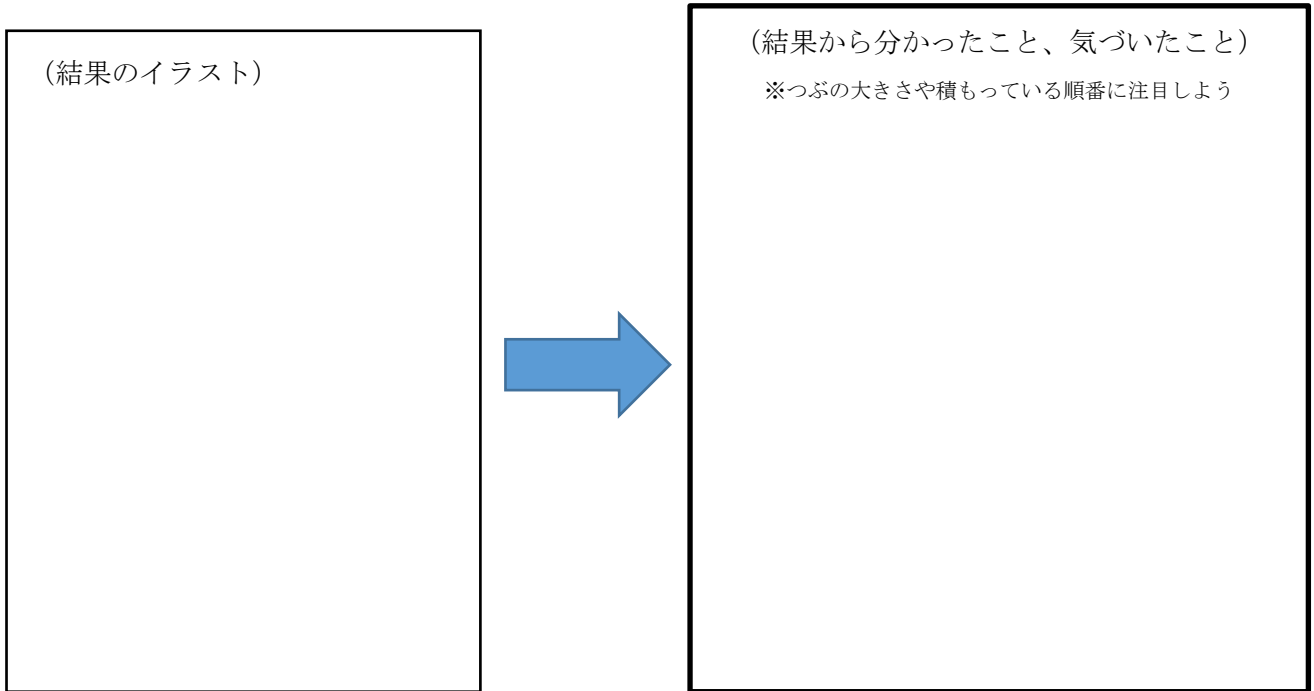 （結果のイラスト）
（結果から分かったこと、気づいたこと）
※つぶの大きさや積もっている順番に注目しよう